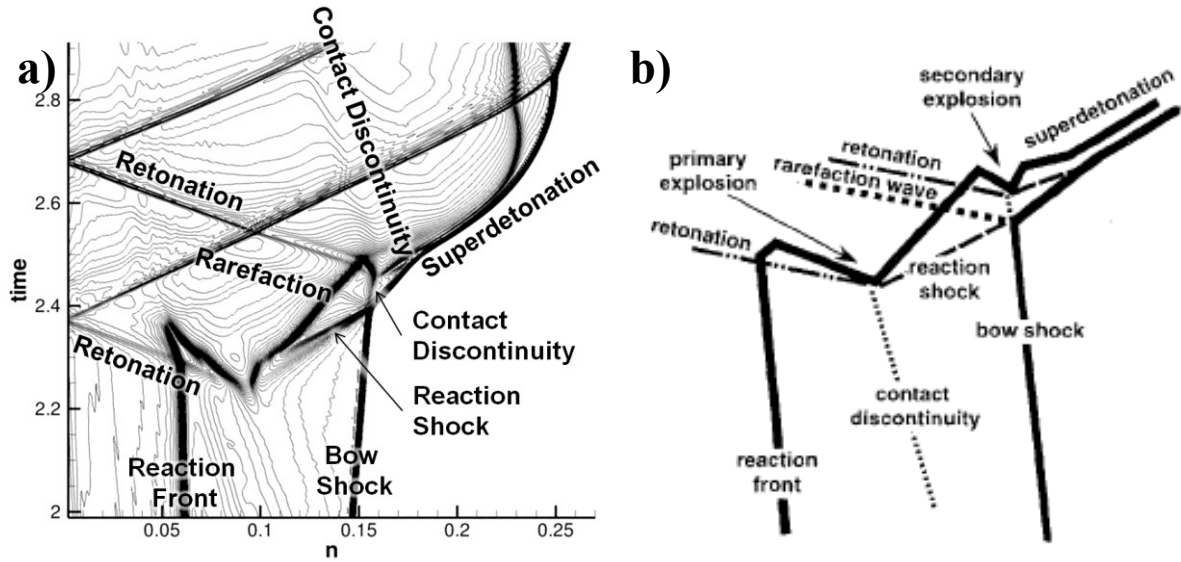 a)
time
2.8
2.6
2.4
2.2
2
0.05
0.1
0.15
0.2
0.25
n
Contact Discontinuity
Retonation
Rarefaction
Superdetonation
Retonation
Contact
Discontinuity
Reaction
Shock
Reaction
Front
Bow
Shock
b)
secondary
explosion
superdetonation
retonation
rarefaction wave
primary
explosion
retonation
reaction
shock
bow shock
contact
discontinuity
reaction
front